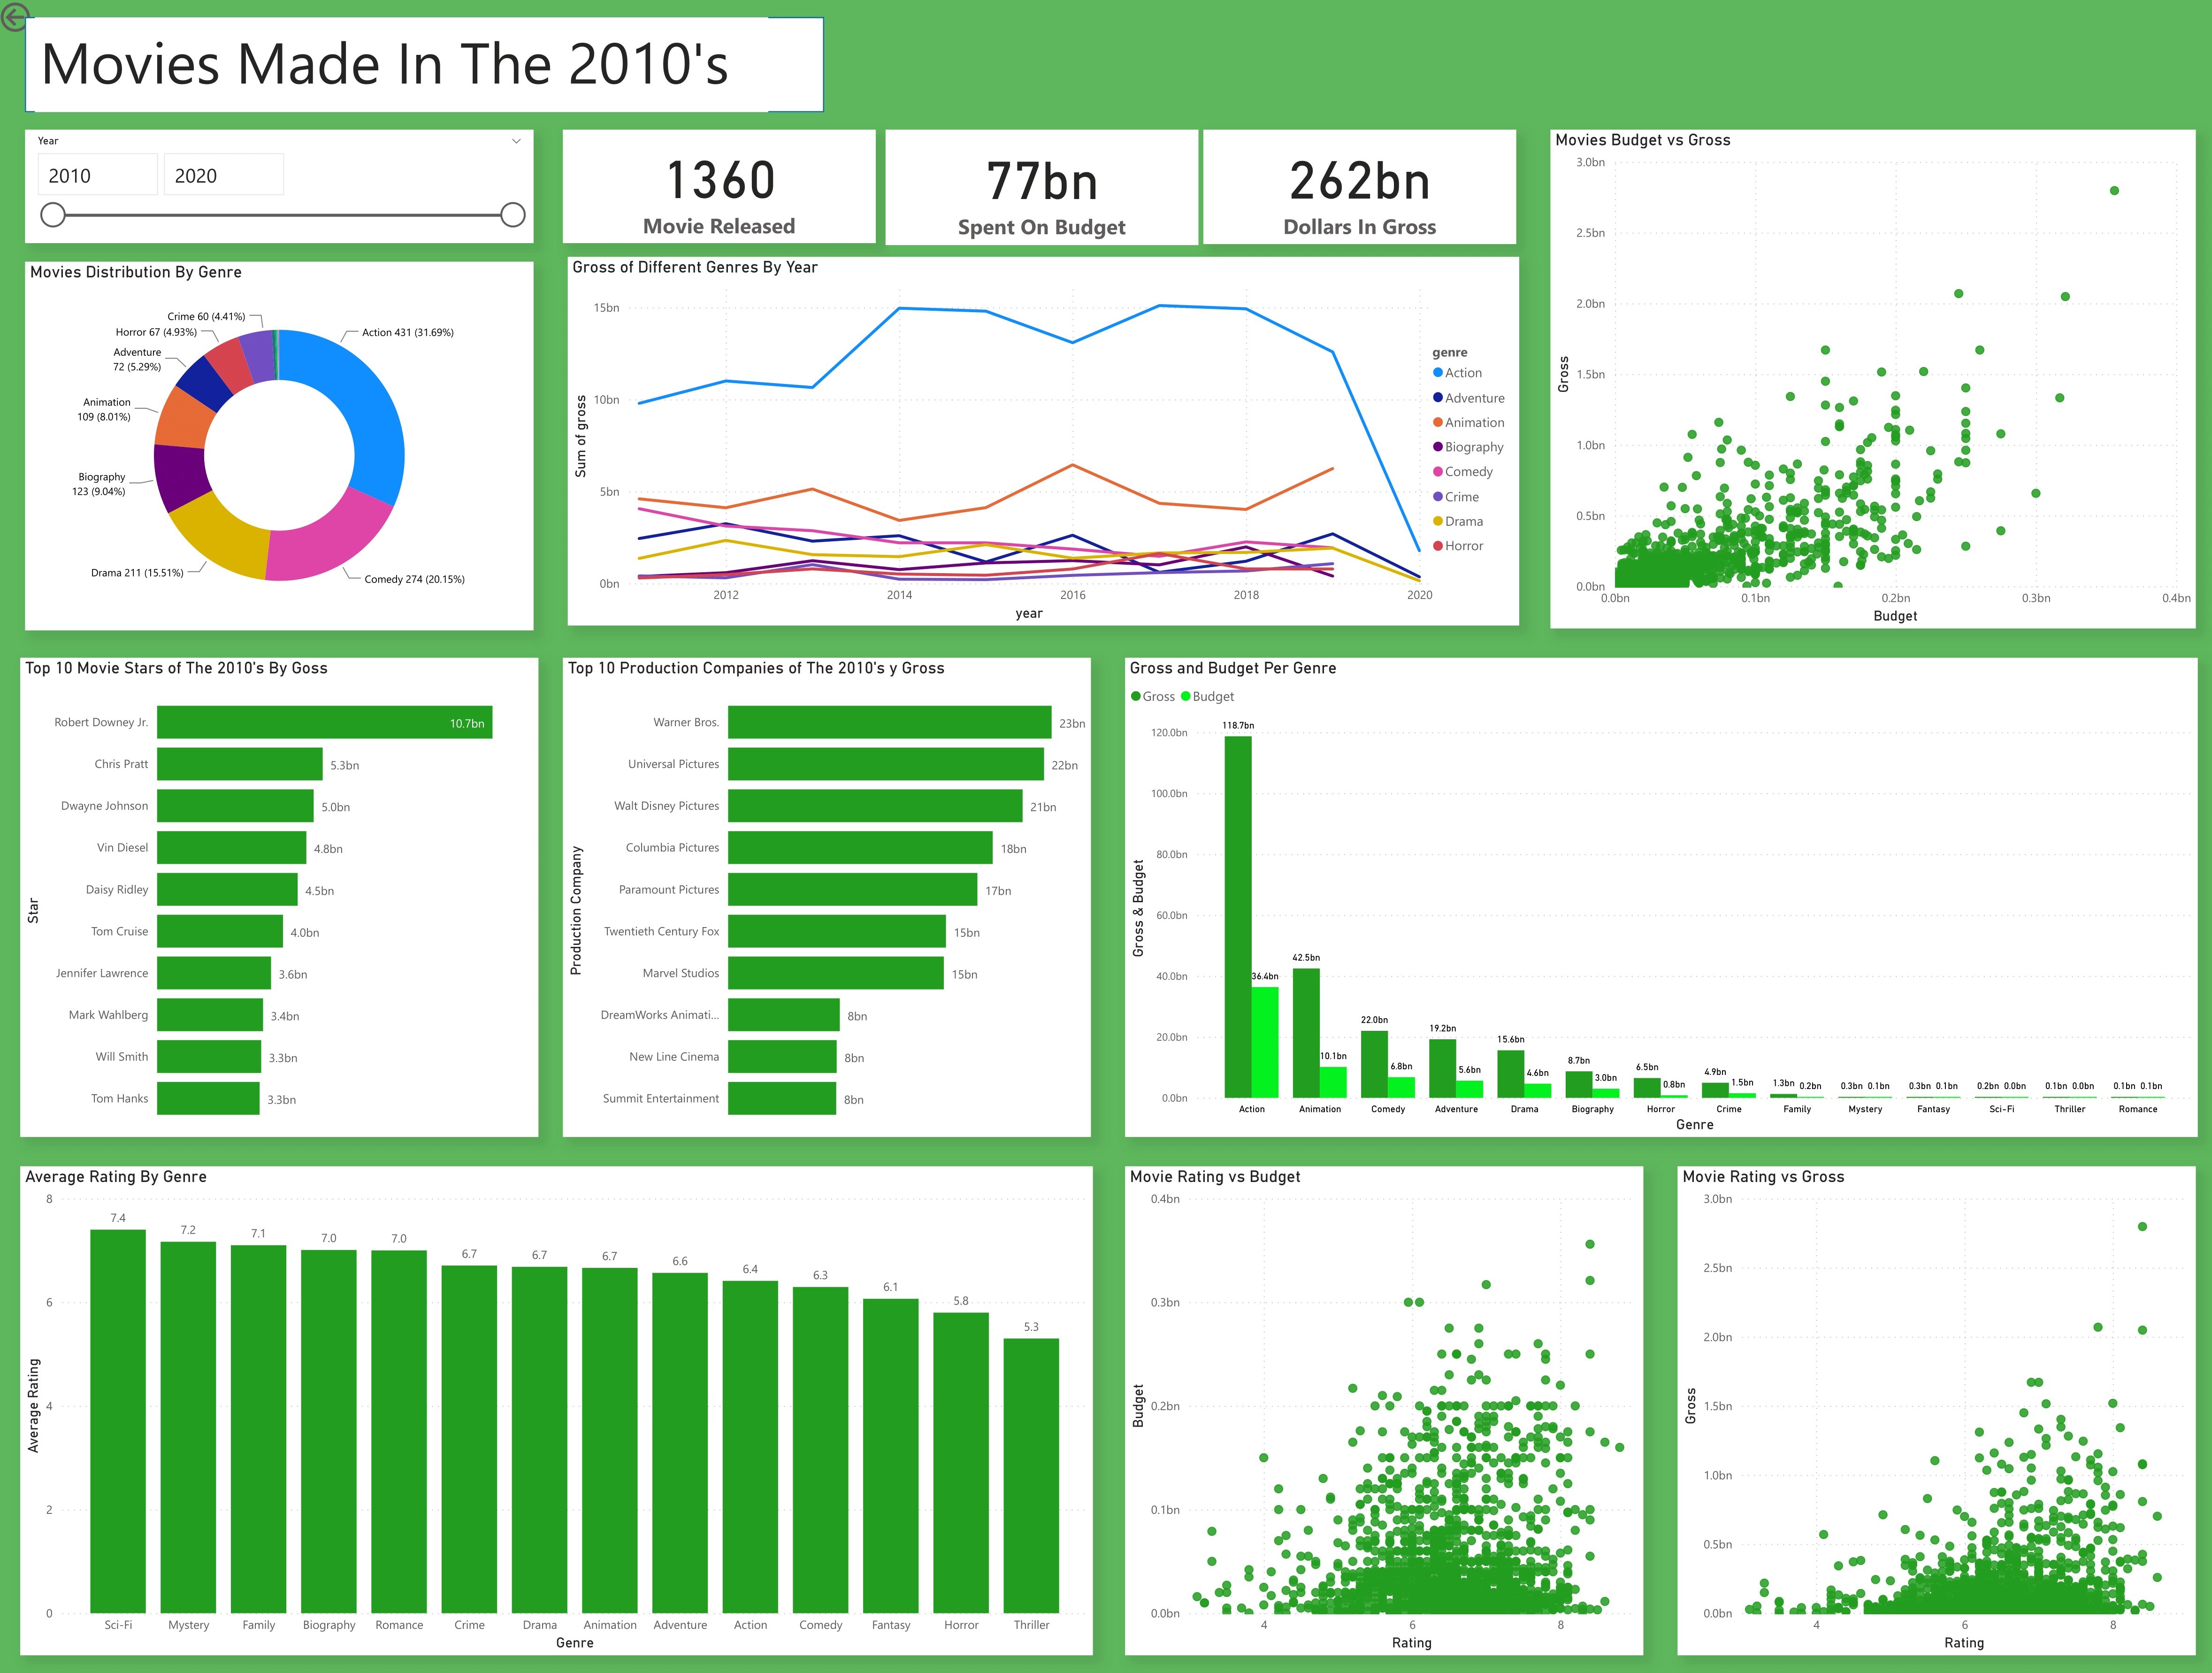 Movies Made In The 2010's
Year
2010 2020
1360
Movie Released
77bn
Spent On Budget
262bn
Dollars In Gross
Movies Distribution By Genre
Crime 60 (4.41%)
Horror 67 (4.93%)
Adventure
72 (5.29%)
Animation
109 (8.01%)
Biography
123 (9.04%)
Drama 211 (15.51%)
Action 431 (31.69%)
Comedy 274 (20.15%)
Gross of Different Genres By Year
Sum of gross
15bn
10bn
5bn
0bn
2012 2014 2016 2018 2020
year
genre
Action
Adventure
Animation
Biography
Comedy
Crime
Drama
Horror
Movies Budget vs Gross
Gross
3.0bn
2.5bn
2.0bn
1.5bn
1.0bn
0.5bn
0.0bn
0.0bn 0.1bn 0.2bn 0.3bn 0.4bn
Budget
Top 10 Movie Stars of The 2010's By Goss
Star
Robert Downey Jr. 10.7bn
Chris Pratt 5.3bn
Dwayne Johnson 5.0bn
Vin Diesel 4.8bn
Daisy Ridley 4.5bn
Tom Cruise 4.0bn
Jennifer Lawrence 3.6bn
Mark Wahlberg 3.4bn
Will Smith 3.3bn
Tom Hanks 3.3bn
Top 10 Production Companies of The 2010's y Gross
Production Company
Warner Bros. 23bn
Universal Pictures 22bn
Walt Disney Pictures 21bn
Columbia Pictures 18bn
Paramount Pictures 17bn
Twentieth Century Fox 15bn
Marvel Studios 15bn
DreamWorks Animati... 8bn
New Line Cinema 8bn
Summit Entertainment 8bn
Gross and Budget Per Genre
Gross Budget
Gross & Budget
120.0bn
100.0bn
80.0bn
60.0bn
40.0bn
20.0bn
0.0bn
118.7bn 36.4bn 42.5bn 10.1bn 22.0bn 6.8bn 19.2bn 5.6bn 15.6bn 4.6bn 8.7bn 3.0bn 6.5bn 0.8bn 4.9bn 1.5bn 1.3bn 0.2bn 0.3bn 0.1bn 0.3bn 0.1bn 0.2bn 0.0bn 0.1bn 0.0bn 0.1bn 0.1bn
Action Animation Comedy Adventure Drama Biography Horror Crime Family Mystery Fantasy Sci-Fi Thriller Romance
Genre
Average Rating By Genre
Average Rating
8
6
4
2
0
7.4 7.2 7.1 7.0 7.0 6.7 6.7 6.7 6.6 6.4 6.3 6.1 5.8 5.3
Sci-Fi Mystery Family Biography Romance Crime Drama Animation Adventure Action Comedy Fantasy Horror Thriller
Genre
Movie Rating vs Budget
Budget
0.4bn
0.3bn
0.2bn
0.1bn
0.0bn
4 6 8
Rating
Movie Rating vs Gross
Gross
3.0bn
2.5bn
2.0bn
1.5bn
1.0bn
0.5bn
0.0bn
4 6 8
Rating